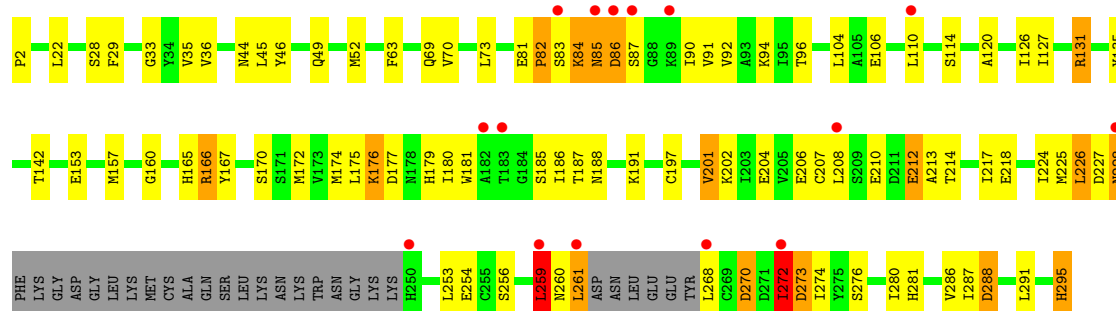 P2 L22 S28 F29 G33 Y34 V35 V36 N44 L45 Y46 Q49 M52 F63 Q69 V70 L73 E81 P82 S83 K84 N85 D86 S87 G88 K89 I90 V91 V92 A93 K94 I95 T96 L104 A105 E106 L110 S114 A120 I126 I127 R131
T142 E153 M157 G160 H165 R166 Y167 S170 S171 M172 V173 M174 L175 K176 D177 N178 H179 I180 W181 A182 T183 G184 S185 I186 T187 N188 K191 C197 V201 K202 I203 E204 V205 E206 C207 L208 S209 E210 D211 E212 A213 T214 I217 E218 I224 M225 L226 D227
PHE LYS GLY ASP GLY LEU LYS MET CYS ALA GLN SER LEU LYS ASN LYS TRP ASN GLY LYS LYS H250 L253 E254 C255 S256 L259 N260 L261 ASP ASN LEU GLU GLU TYR L268 C269 D270 D271 I272 D273 I274 Y275 S276 I280 H281 V286 I287 D288 L291 H295